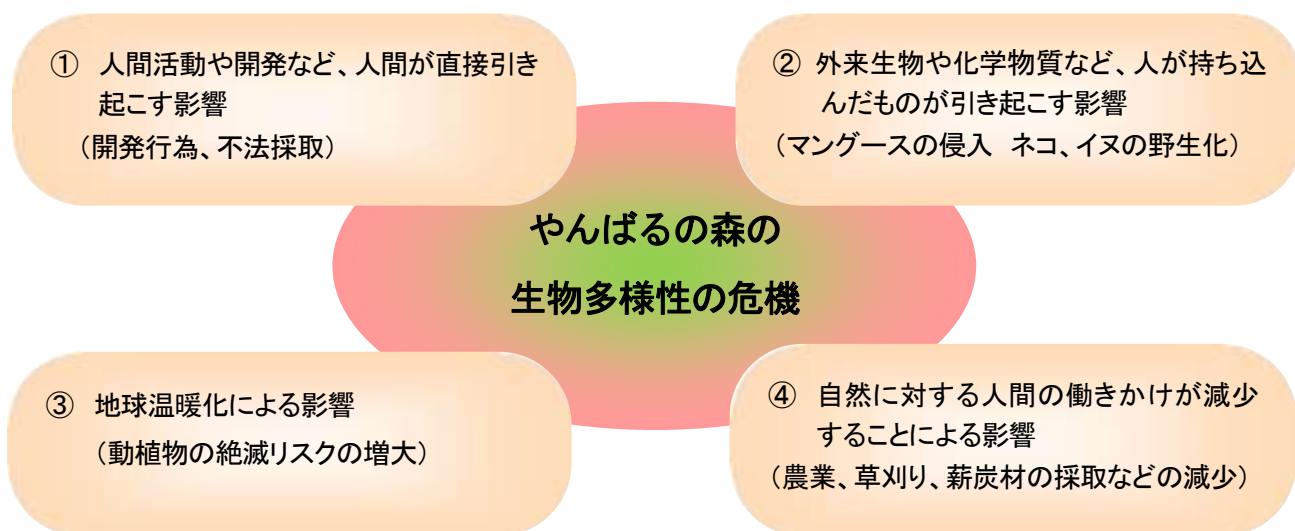 ① 人間活動や開発など、人間が直接引き
起こす影響
（開発行為、不法採取）
② 外来生物や化学物質など、人が持ち込
んだものが引き起こす影響
（マングースの侵入 ネコ、イヌの野生化）
やんばるの森の
生物多様性の危機
③ 地球温暖化による影響
（動植物の絶滅リスクの増大）
④ 自然に対する人間の働きかけが減少
することによる影響
（農業、草刈り、薪炭材の採取などの減少）